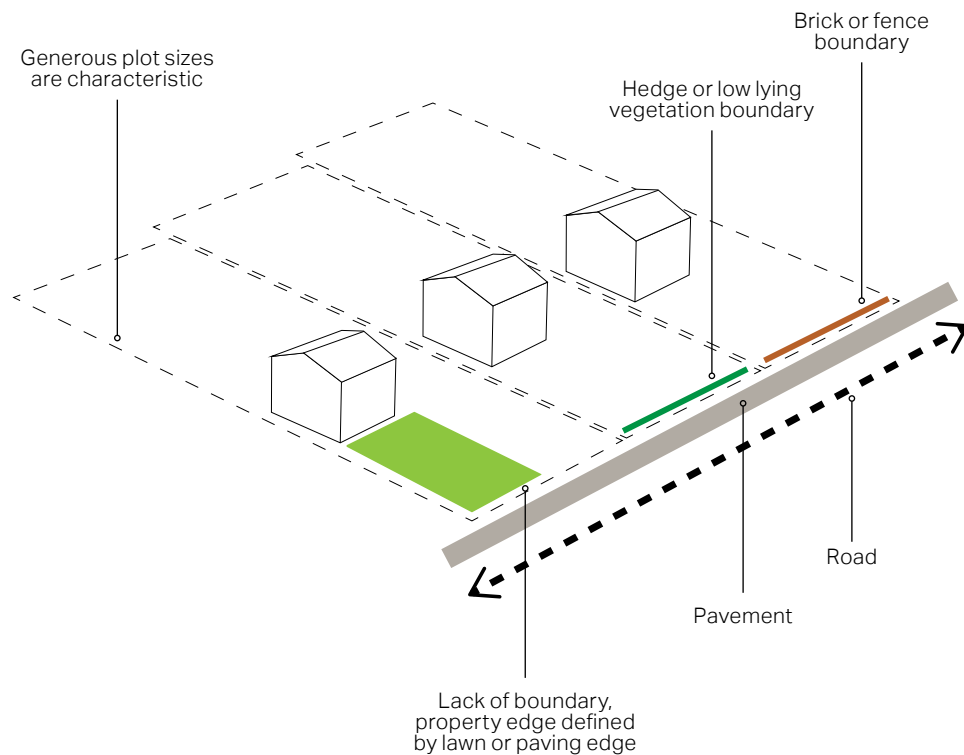 Brick or fence
boundary
Generous plot sizes
are characteristic
Hedge or low lying
vegetation boundary
Road
Pavement
Lack of boundary,
property edge defined
by lawn or paving edge